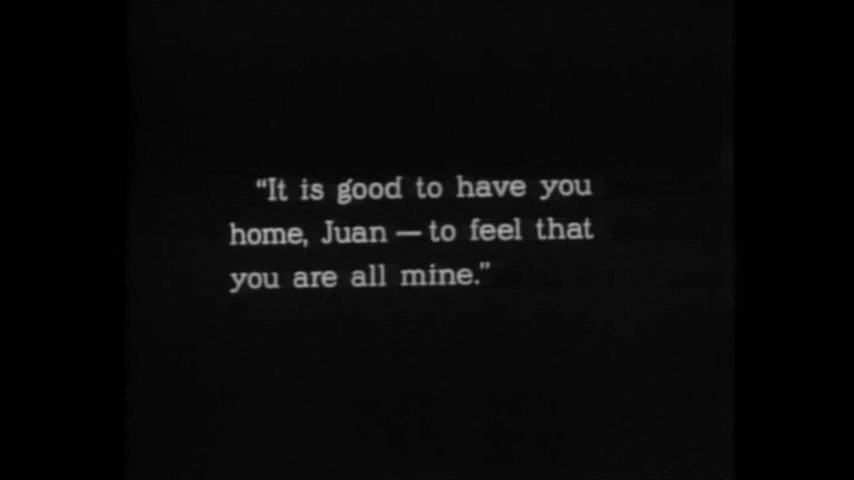 “It is good to have you
home, Juan — to feel that
you are all mine.”